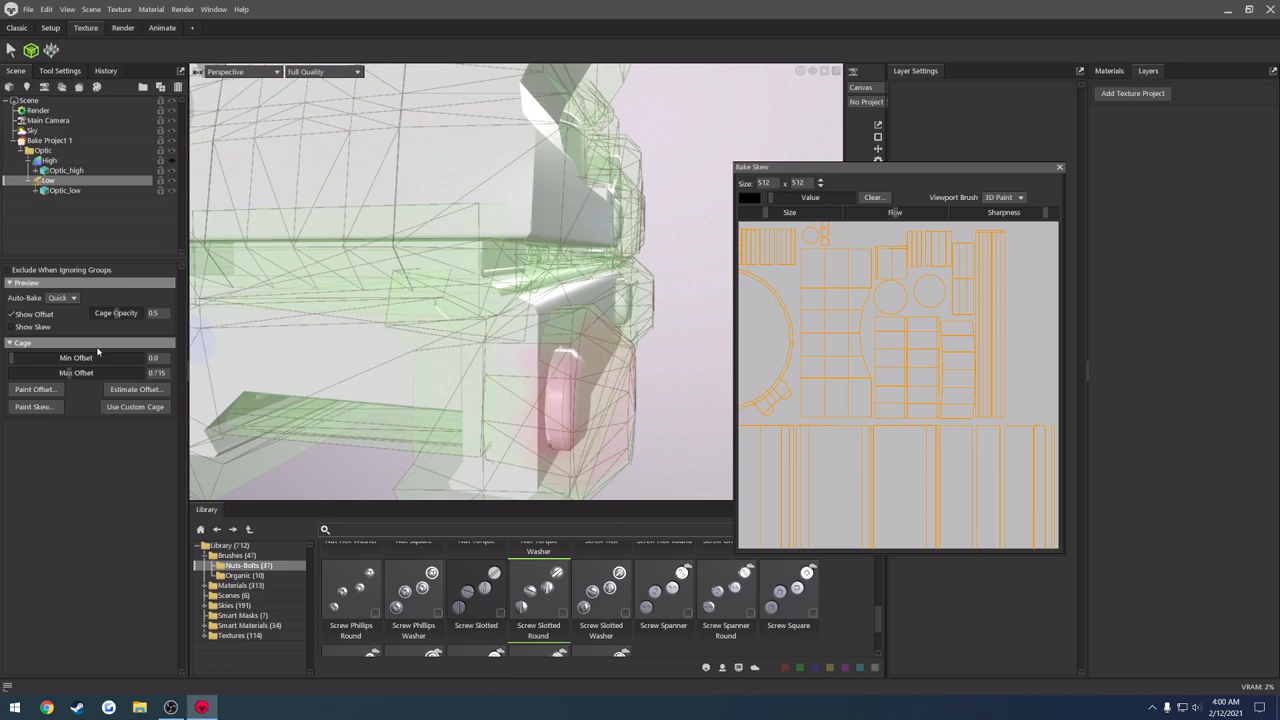 File Edit View Scene Texture Material Render Window Help
Classic Setup Texture Render Animate +
Scene Tool Settings History
Perspective Full Quality
Canvas
No Project
Layer Settings
Materials Layers
Add Texture Project
Scene
Render
Main Camera
Sky
Bake Project 1
Optic
High
Optic_high
Low
Optic_low
Exclude When Ignoring Groups
Preview
Auto-Bake Quick
Show Offset Cage Opacity 0.5
Show Skew
Cage
Min Offset 0.0
Max Offset 0.715
Paint Offset... Estimate Offset...
Paint Skew... Use Custom Cage
Bake Skew
Size: 512 x 512
Value Clear... Viewport Brush 3D Paint
Size Flow Sharpness
Library
Library (712)
Brushes (47)
Nuts-Bolts (37)
Organic (10)
Materials (313)
Scenes (6)
Skies (191)
Smart Masks (7)
Smart Materials (34)
Textures (114)
Nut Torque Washer
Screw Phillips Round
Screw Phillips Washer
Screw Slotted
Screw Slotted Round
Screw Slotted Washer
Screw Spanner
Screw Spanner Round
Screw Square
VRAM: 2%
4:00 AM
2/12/2021